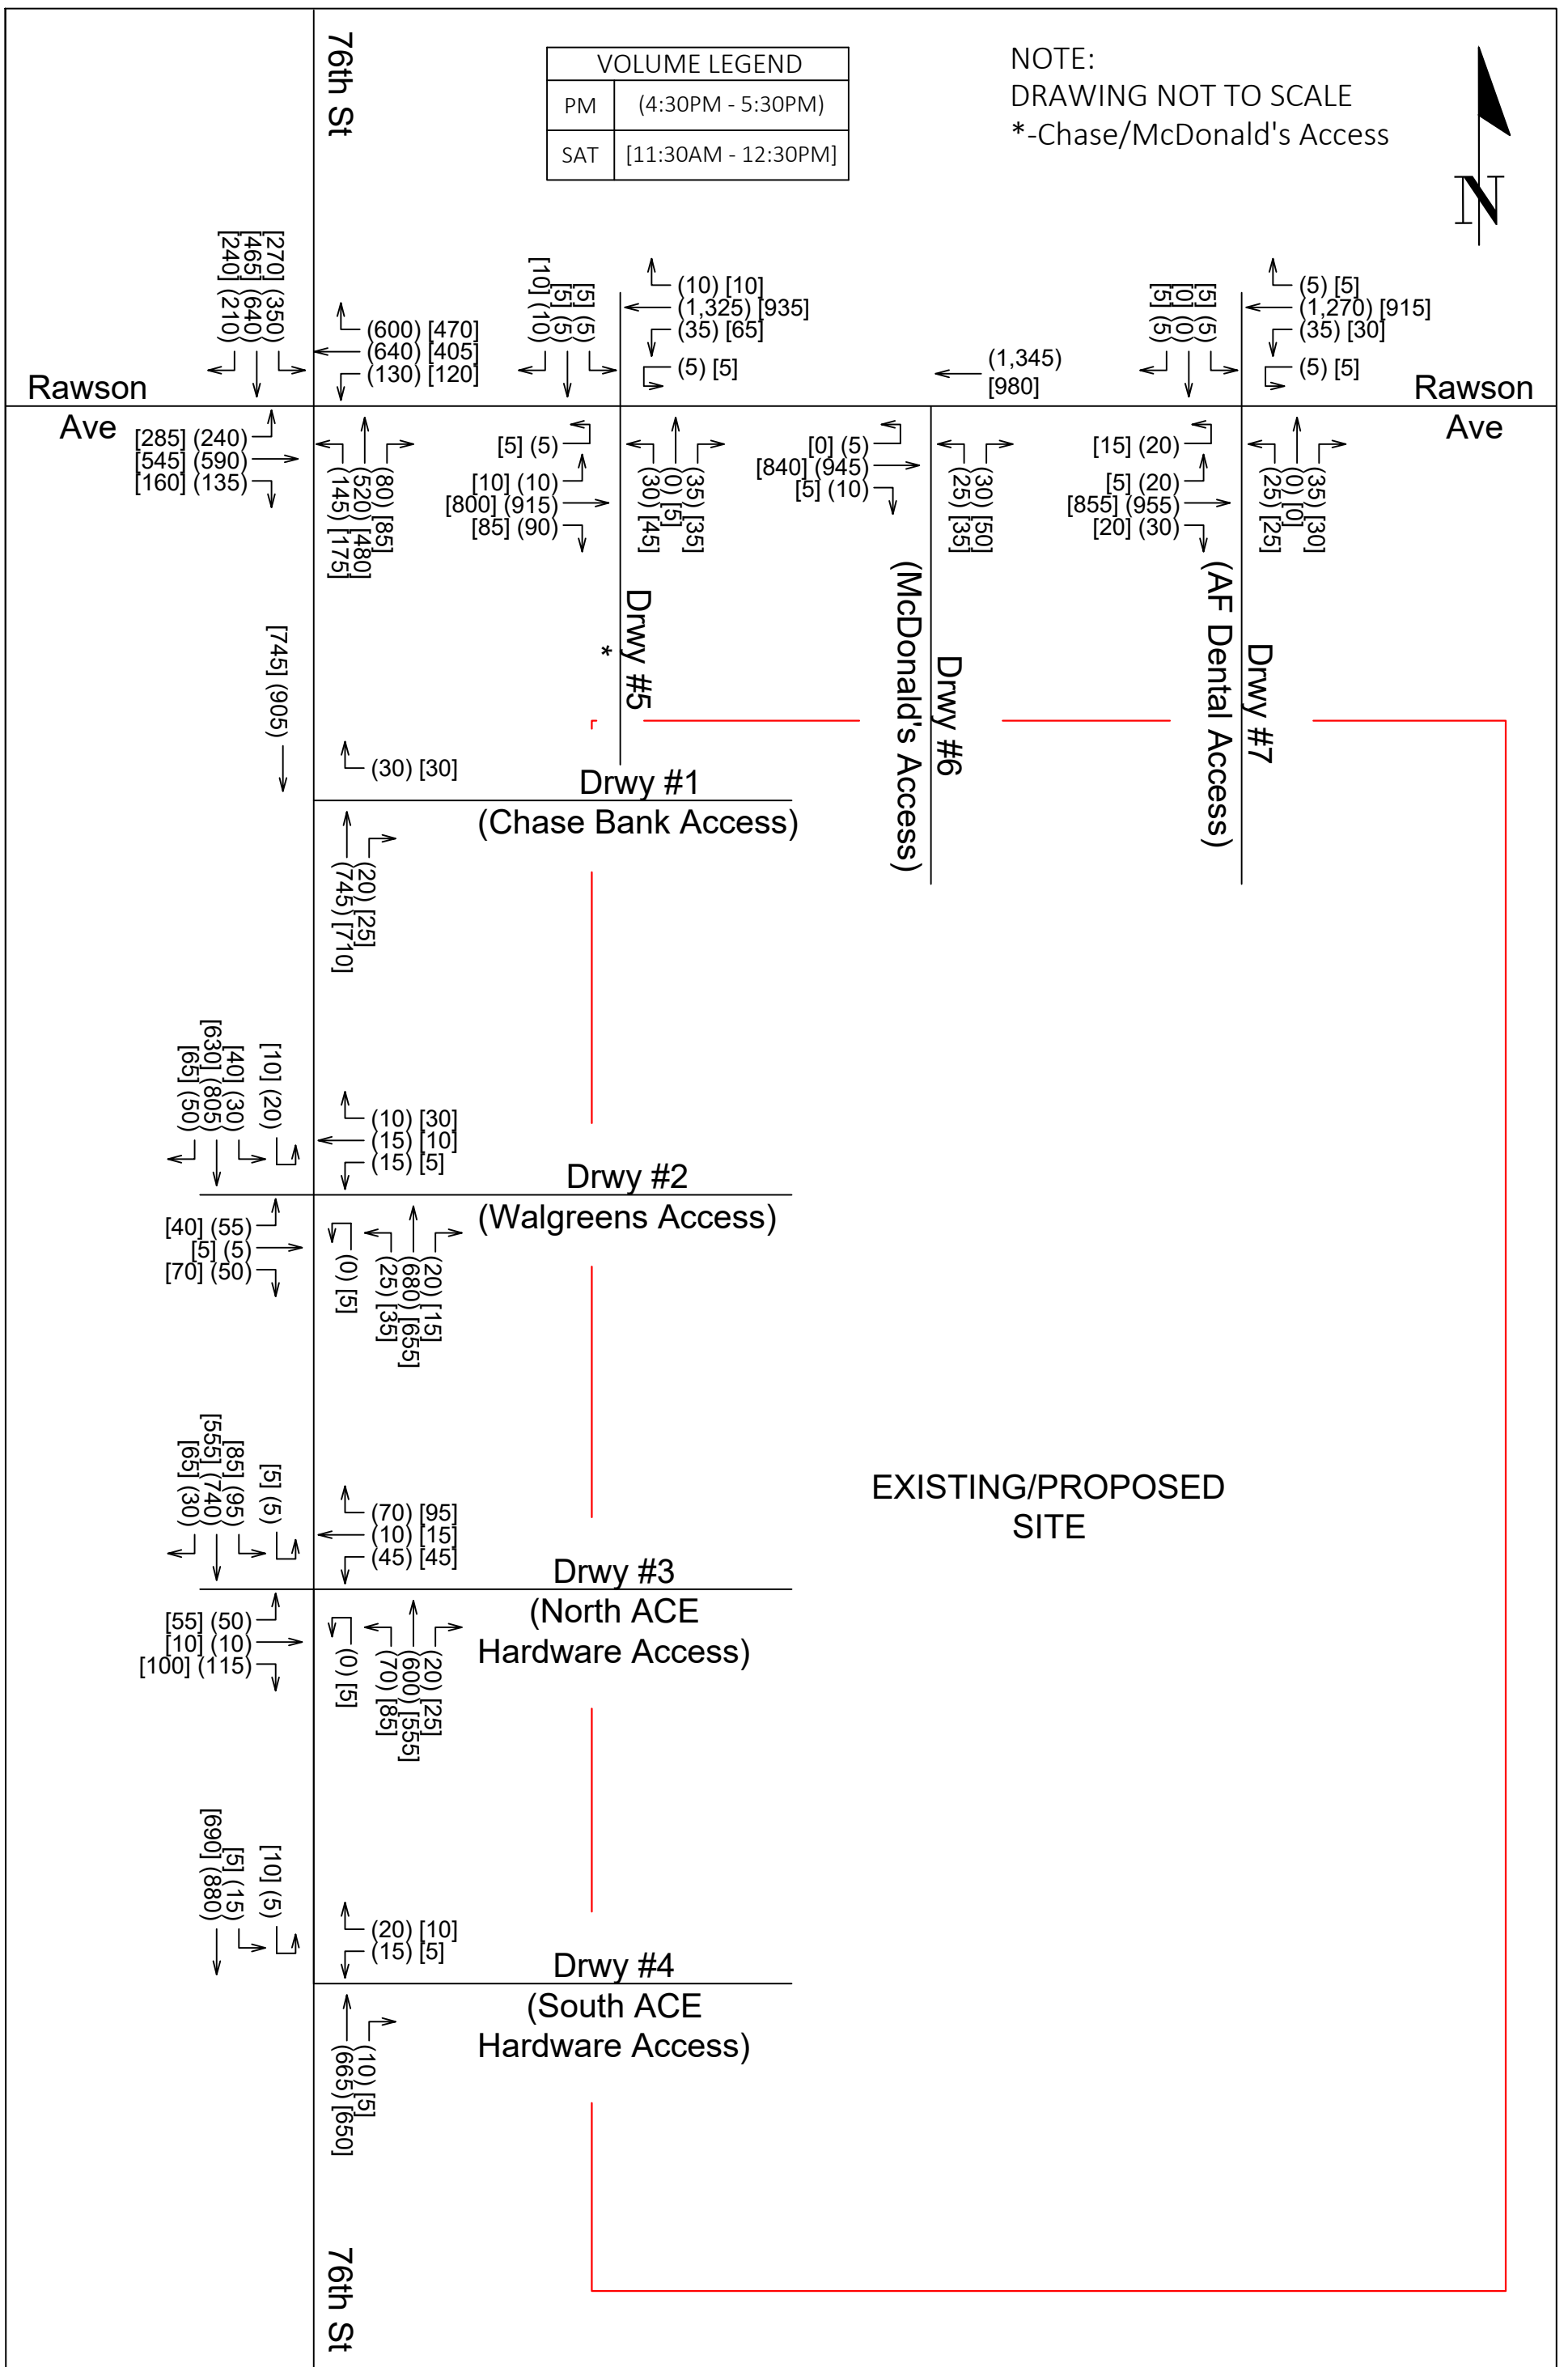 76th St
VOLUME LEGEND
PM (4:30PM - 5:30PM)
SAT [11:30AM - 12:30PM]
NOTE:
DRAWING NOT TO SCALE
*-Chase/McDonald's Access
N
[270] (350)
[465] (640)
[240] (210)
(600) [470]
(640) [405]
(130) [120]
[5] (5)
[5] (5)
[10] (10)
(10) [10]
(1,325) [935]
(35) [65]
(5) [5]
(1,345)
[980]
[5] (5)
[0] (0)
[5] (5)
(5) [5]
(1,270) [915]
(35) [30]
(5) [5]
Rawson
Ave
Rawson
Ave
[285] (240)
[545] (590)
[160] (135)
(80) [85]
(520) [480]
(145) [175]
[5] (5)
[10] (10)
[800] (915)
[85] (90)
(35) [35]
(0) [5]
(30) [45]
[0] (5)
[840] (945)
[5] (10)
(30) [50]
(25) [35]
[15] (20)
[5] (20)
[855] (955)
[20] (30)
(35) [30]
(0) [0]
(25) [25]
Drwy #5
*
Drwy #6
(McDonald's Access)
Drwy #7
(AF Dental Access)
[745] (905)
(30) [30]
Drwy #1
(Chase Bank Access)
(20) [25]
(745) [710]
[10] (20)
[40] (30)
[630] (805)
[65] (50)
(10) [30]
(15) [10]
(15) [5]
Drwy #2
(Walgreens Access)
[40] (55)
[5] (5)
[70] (50)
(0) [5]
(20) [15]
(680) [655]
(25) [35]
[5] (5)
[85] (95)
[555] (740)
[65] (30)
(70) [95]
(10) [15]
(45) [45]
EXISTING/PROPOSED
SITE
Drwy #3
(North ACE
Hardware Access)
[55] (50)
[10] (10)
[100] (115)
(0) [5]
(20) [25]
(600) [555]
(70) [85]
[10] (5)
[5] (15)
[690] (880)
(20) [10]
(15) [5]
Drwy #4
(South ACE
Hardware Access)
(10) [5]
(665) [650]
76th St